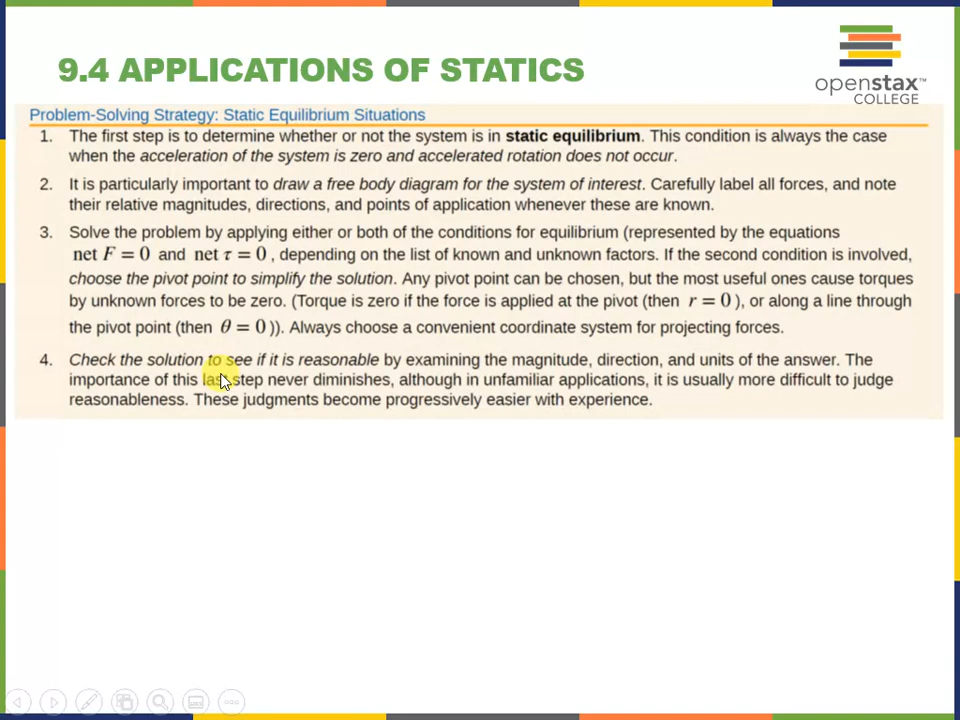 9.4 APPLICATIONS OF STATICS
openstax™
COLLEGE
Problem-Solving Strategy: Static Equilibrium Situations
1. The first step is to determine whether or not the system is in static equilibrium. This condition is always the case
when the acceleration of the system is zero and accelerated rotation does not occur.
2. It is particularly important to draw a free body diagram for the system of interest. Carefully label all forces, and note
their relative magnitudes, directions, and points of application whenever these are known.
3. Solve the problem by applying either or both of the conditions for equilibrium (represented by the equations
net F = 0 and net τ = 0 , depending on the list of known and unknown factors. If the second condition is involved,
choose the pivot point to simplify the solution. Any pivot point can be chosen, but the most useful ones cause torques
by unknown forces to be zero. (Torque is zero if the force is applied at the pivot (then r = 0 ), or along a line through
the pivot point (then θ = 0 )). Always choose a convenient coordinate system for projecting forces.
4. Check the solution to see if it is reasonable by examining the magnitude, direction, and units of the answer. The
importance of this last step never diminishes, although in unfamiliar applications, it is usually more difficult to judge
reasonableness. These judgments become progressively easier with experience.